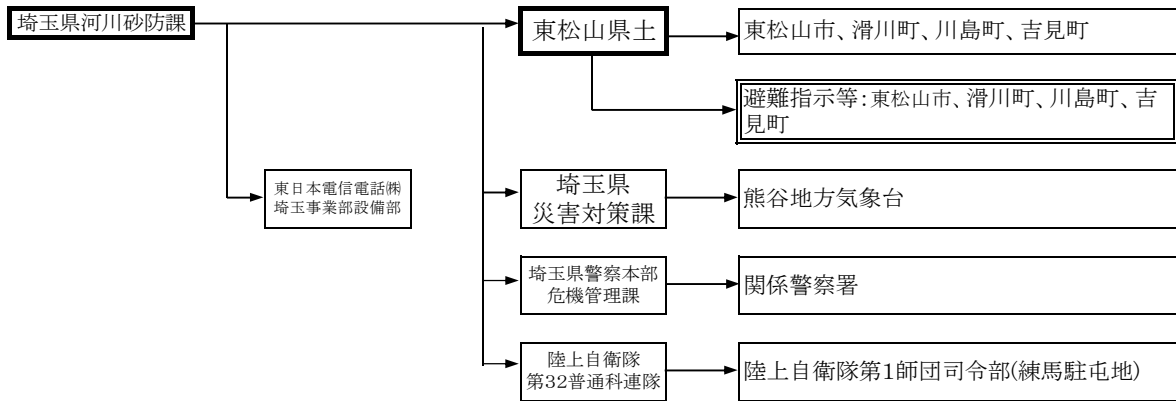 埼玉県河川砂防課
東松山県土
東松山市、滑川町、川島町、吉見町
避難指示等:東松山市、滑川町、川島町、吉
見町
東日本電信電話㈱
埼玉事業部設備部
埼玉県
災害対策課
熊谷地方気象台
埼玉県警察本部
危機管理課
関係警察署
陸上自衛隊
第32普通科連隊
陸上自衛隊第1師団司令部(練馬駐屯地)